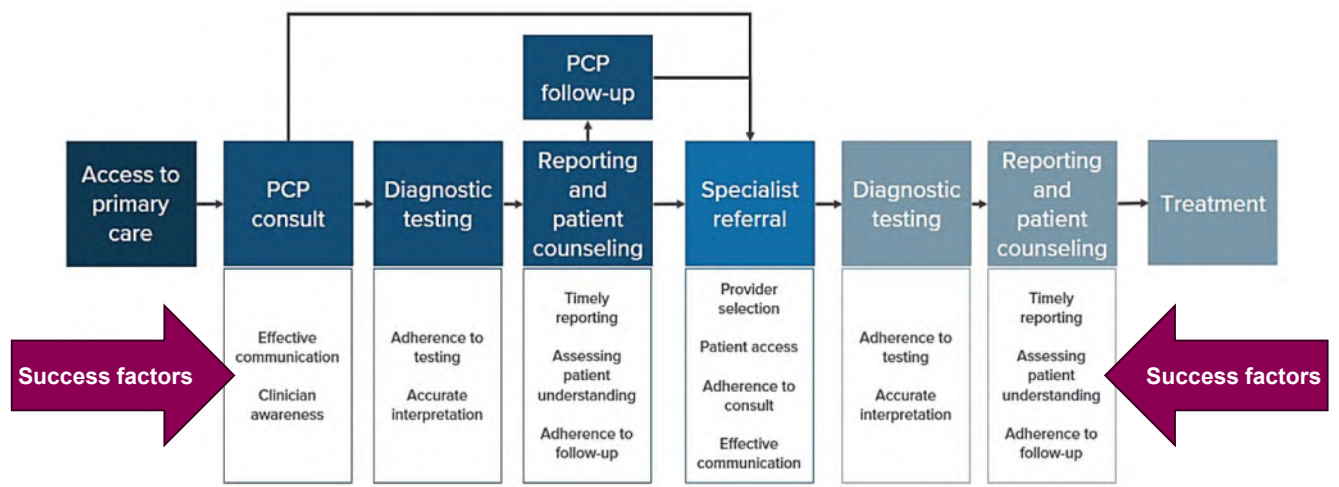 PCP
follow-up
Access to
primary
care
PCP
consult
Diagnostic
testing
Reporting
and
patient
counseling
Specialist
referral
Diagnostic
testing
Reporting
and
patient
counseling
Treatment
Success factors
Effective
communication
Clinician
awareness
Adherence to
testing
Accurate
interpretation
Timely
reporting
Assessing
patient
understanding
Adherence to
follow-up
Provider
selection
Patient access
Adherence to
consult
Effective
communication
Adherence to
testing
Accurate
interpretation
Timely
reporting
Assessing
patient
understanding
Adherence to
follow-up
Success factors